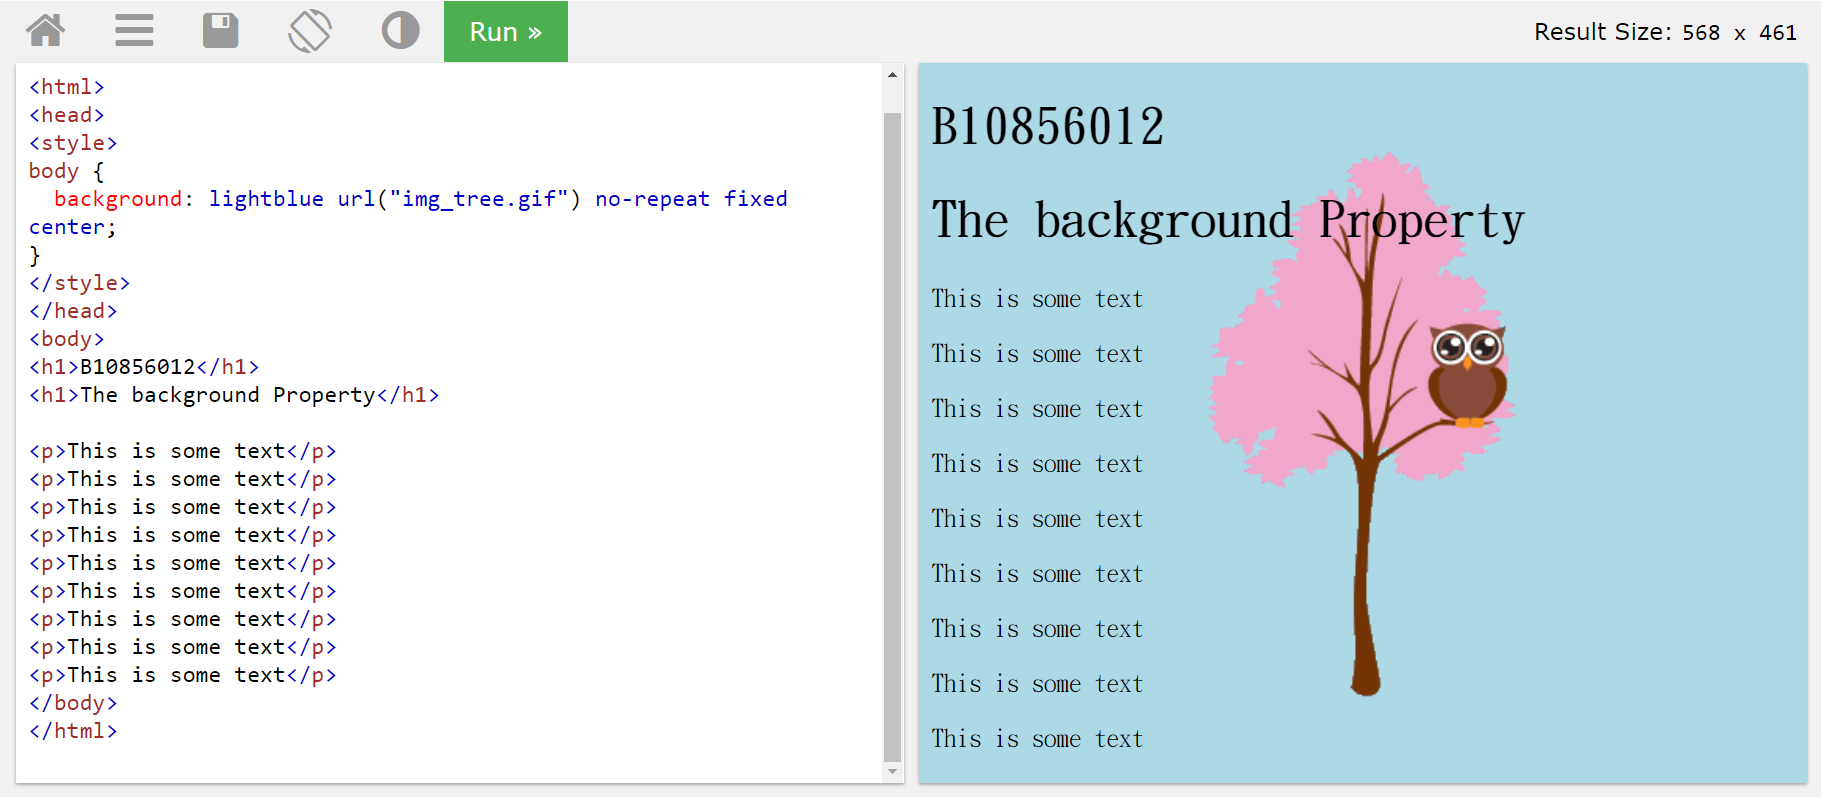 Run »
Result Size: 568 x 461
<html>
<head>
<style>
body {
  background: lightblue url("img_tree.gif") no-repeat fixed
center;
}
</style>
</head>
<body>
<h1>B10856012</h1>
<h1>The background Property</h1>
<p>This is some text</p>
<p>This is some text</p>
<p>This is some text</p>
<p>This is some text</p>
<p>This is some text</p>
<p>This is some text</p>
<p>This is some text</p>
<p>This is some text</p>
<p>This is some text</p>
</body>
</html>
B10856012
The background Property
This is some text
This is some text
This is some text
This is some text
This is some text
This is some text
This is some text
This is some text
This is some text